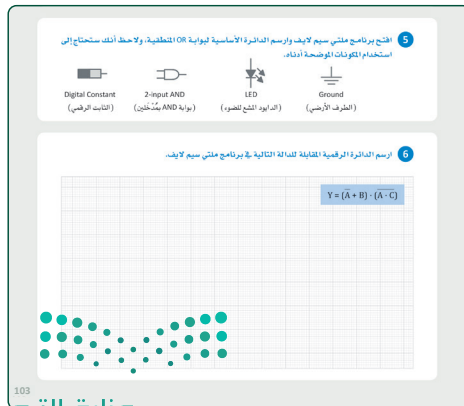 5 افتح برنامج ملتي سيم لايف وارسم الدائرة الأساسية لبوابة OR المنطقية، ولاحظ أنك ستحتاج إلى
استخدام المكونات الموضحة أدناه.
Digital Constant 2-input AND LED Ground
(الثابت الرقمي) (بوابة AND بمُدْخلين) (الدايود المشع للضوء) (الطرف الأرضي)
6 ارسم الدائرة الرقمية المقابلة للدالة التالية في برنامج ملتي سيم لايف.
Y = (A̅ + B) · (A̅ ̅·̅ ̅C̅)
103